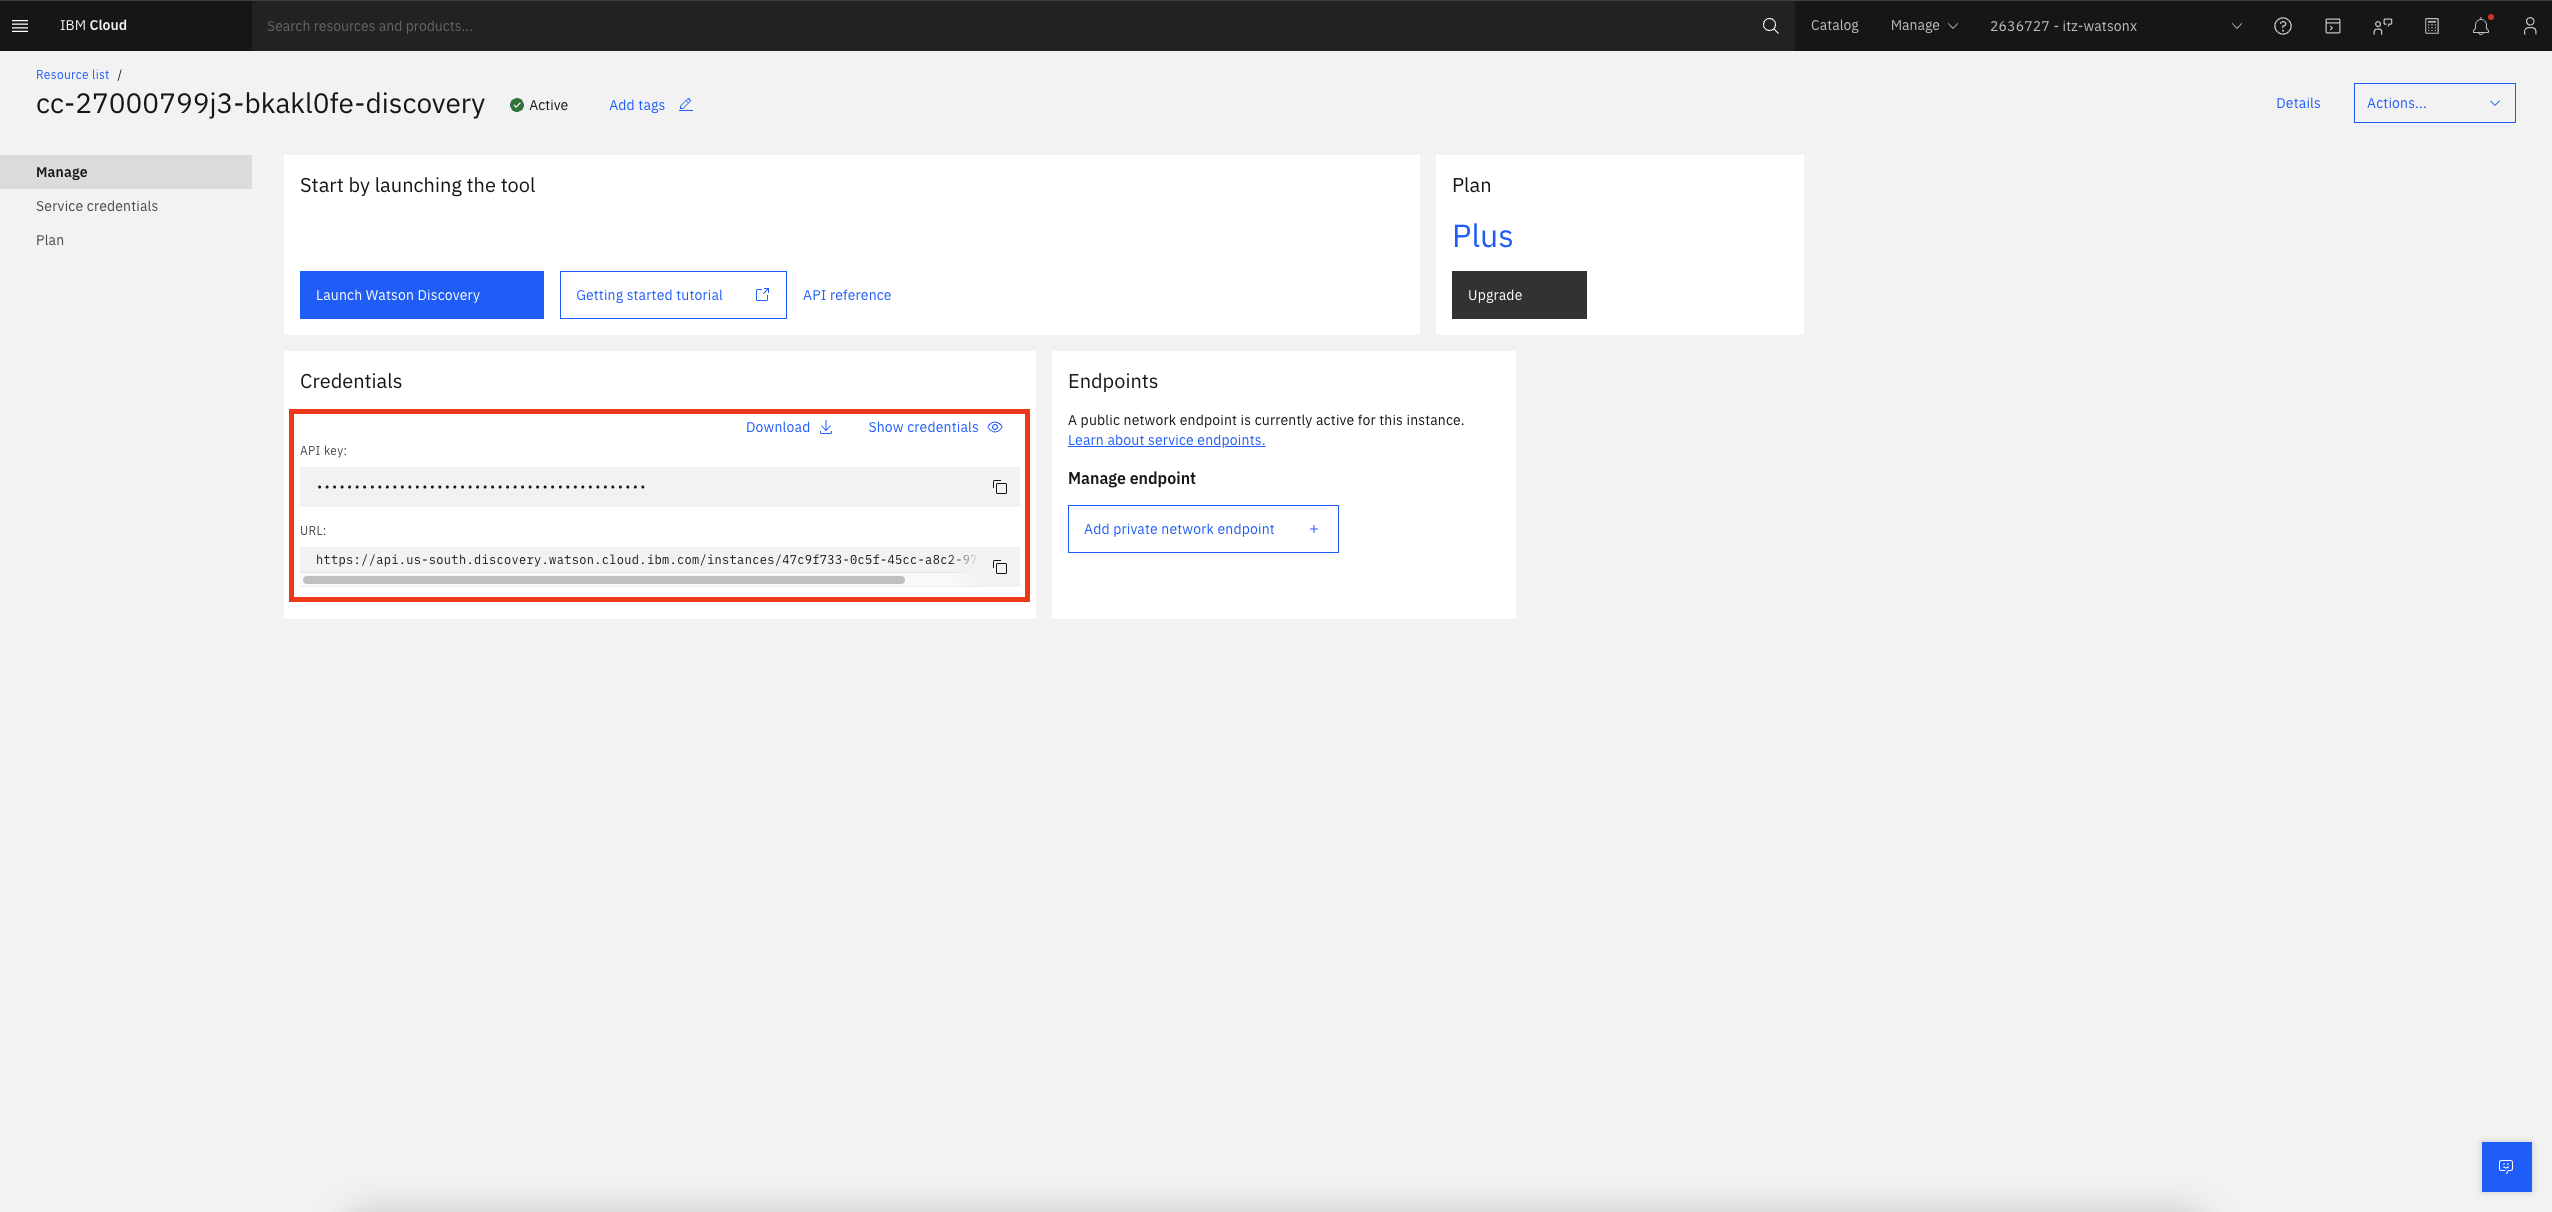 IBM Cloud
Search resources and products...
Catalog
Manage
2636727 - itz-watsonx
Resource list /
cc-27000799j3-bkakl0fe-discovery
Active
Add tags
Details
Actions...
Manage
Service credentials
Plan
Start by launching the tool
Launch Watson Discovery
Getting started tutorial
API reference
Plan
Plus
Upgrade
Credentials
Download
Show credentials
API key:
••••••••••••••••••••••••••••••••••••••••••••
URL:
https://api.us-south.discovery.watson.cloud.ibm.com/instances/47c9f733-0c5f-45cc-a8c2-97
Endpoints
A public network endpoint is currently active for this instance.
Learn about service endpoints.
Manage endpoint
Add private network endpoint +